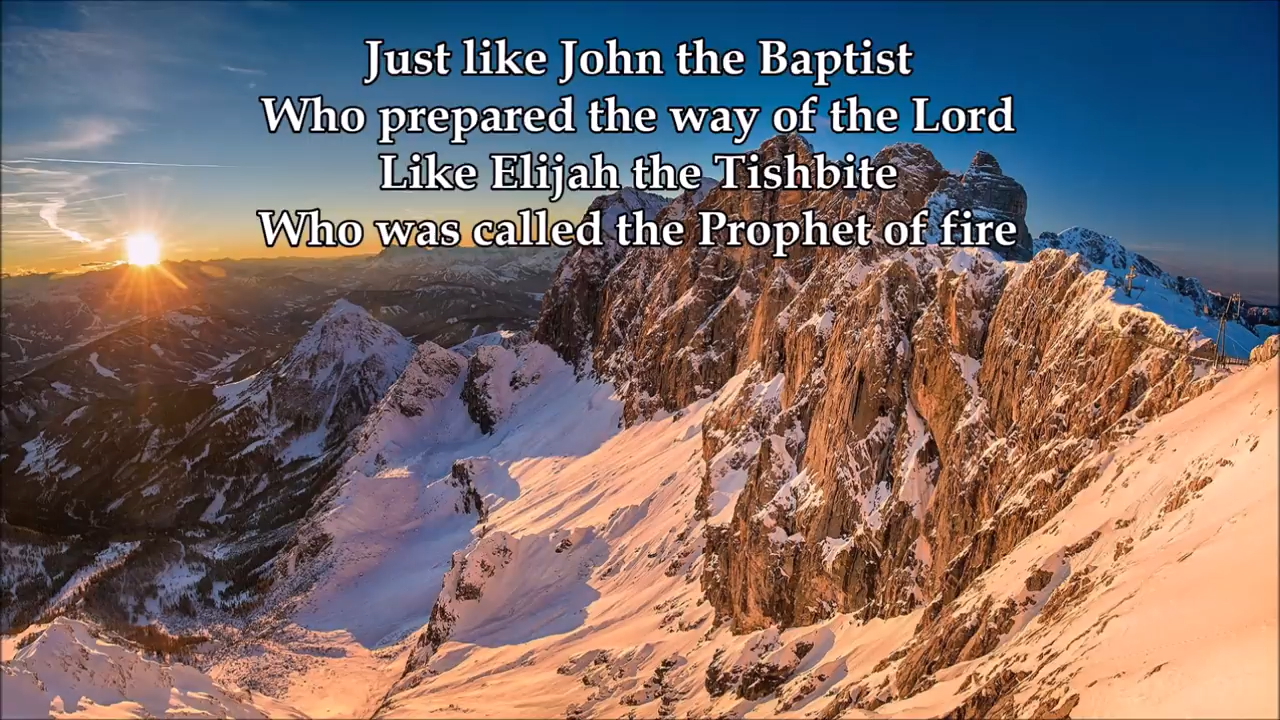 Just like John the Baptist
Who prepared the way of the Lord
Like Elijah the Tishbite
Who was called the Prophet of fire